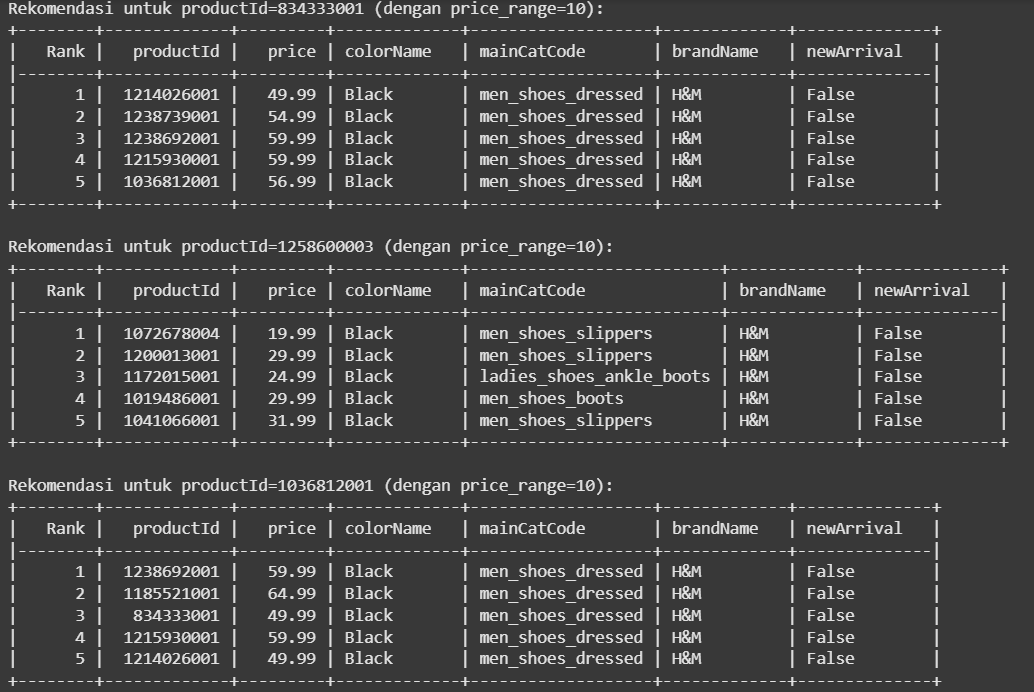 Rekomendasi untuk productId=834333001 (dengan price_range=10):
+--------+-------------+---------+-------------+-------------------+-------------+--------------+
|   Rank |   productId |   price | colorName   | mainCatCode       | brandName   | newArrival   |
|--------+-------------+---------+-------------+-------------------+-------------+--------------|
|      1 |  1214026001 |   49.99 | Black       | men_shoes_dressed | H&M         | False        |
|      2 |  1238739001 |   54.99 | Black       | men_shoes_dressed | H&M         | False        |
|      3 |  1238692001 |   59.99 | Black       | men_shoes_dressed | H&M         | False        |
|      4 |  1215930001 |   59.99 | Black       | men_shoes_dressed | H&M         | False        |
|      5 |  1036812001 |   56.99 | Black       | men_shoes_dressed | H&M         | False        |
+--------+-------------+---------+-------------+-------------------+-------------+--------------+
Rekomendasi untuk productId=1258600003 (dengan price_range=10):
+--------+-------------+---------+-------------+--------------------------+-------------+--------------+
|   Rank |   productId |   price | colorName   | mainCatCode              | brandName   | newArrival   |
|--------+-------------+---------+-------------+--------------------------+-------------+--------------|
|      1 |  1072678004 |   19.99 | Black       | men_shoes_slippers       | H&M         | False        |
|      2 |  1200013001 |   29.99 | Black       | men_shoes_slippers       | H&M         | False        |
|      3 |  1172015001 |   24.99 | Black       | ladies_shoes_ankle_boots | H&M         | False        |
|      4 |  1019486001 |   29.99 | Black       | men_shoes_boots          | H&M         | False        |
|      5 |  1041066001 |   31.99 | Black       | men_shoes_slippers       | H&M         | False        |
+--------+-------------+---------+-------------+--------------------------+-------------+--------------+
Rekomendasi untuk productId=1036812001 (dengan price_range=10):
+--------+-------------+---------+-------------+-------------------+-------------+--------------+
|   Rank |   productId |   price | colorName   | mainCatCode       | brandName   | newArrival   |
|--------+-------------+---------+-------------+-------------------+-------------+--------------|
|      1 |  1238692001 |   59.99 | Black       | men_shoes_dressed | H&M         | False        |
|      2 |  1185521001 |   64.99 | Black       | men_shoes_dressed | H&M         | False        |
|      3 |   834333001 |   49.99 | Black       | men_shoes_dressed | H&M         | False        |
|      4 |  1215930001 |   59.99 | Black       | men_shoes_dressed | H&M         | False        |
|      5 |  1214026001 |   49.99 | Black       | men_shoes_dressed | H&M         | False        |
+--------+-------------+---------+-------------+-------------------+-------------+--------------+